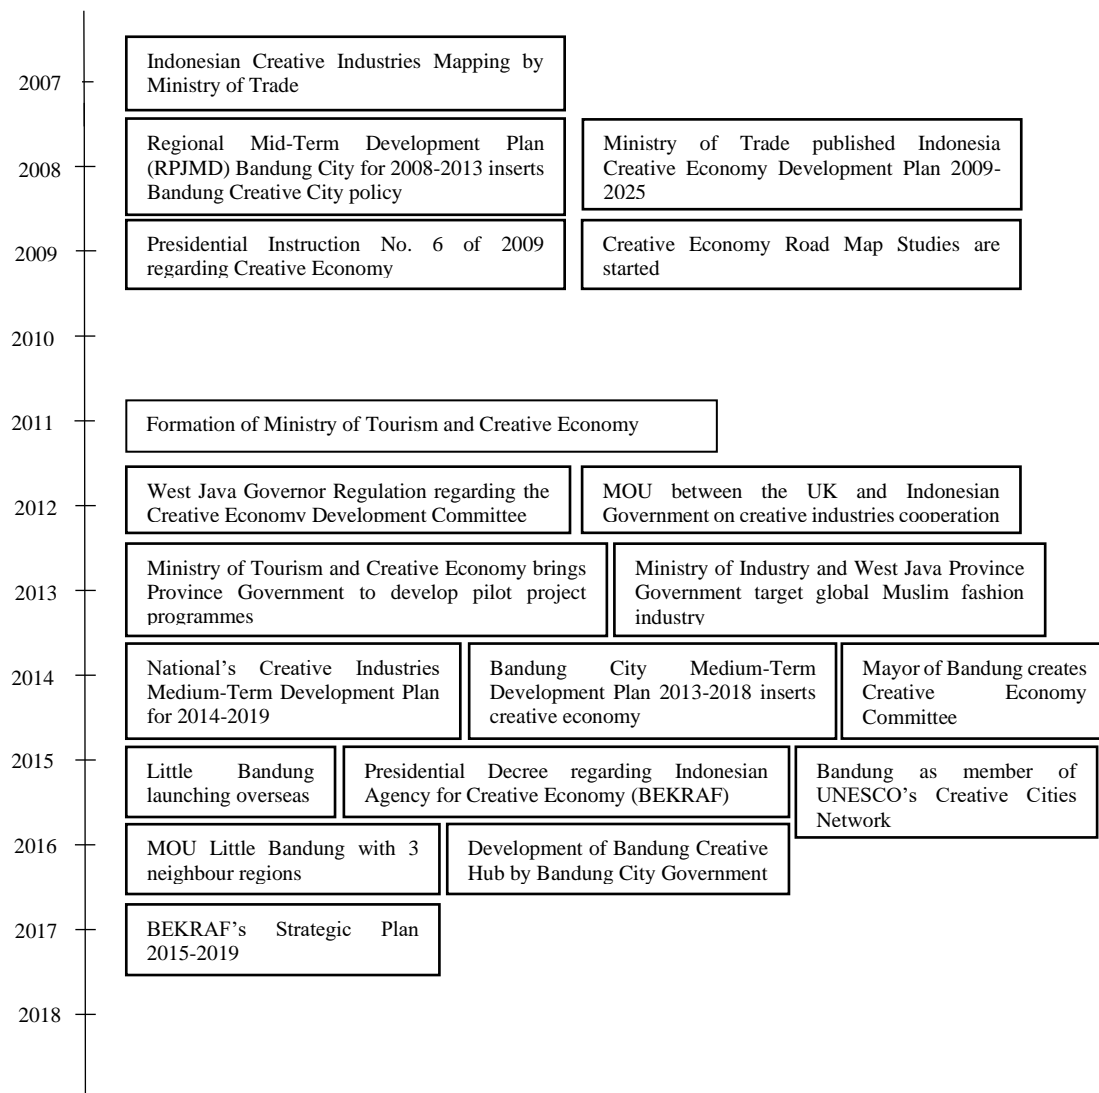 2007
Indonesian Creative Industries Mapping by
Ministry of Trade
2008
Regional Mid-Term Development Plan
(RPJMD) Bandung City for 2008-2013 inserts
Bandung Creative City policy
Ministry of Trade published Indonesia
Creative Economy Development Plan 2009-
2025
2009
Presidential Instruction No. 6 of 2009
regarding Creative Economy
Creative Economy Road Map Studies are
started
2010
2011
Formation of Ministry of Tourism and Creative Economy
2012
West Java Governor Regulation regarding the
Creative Economy Development Committee
MOU between the UK and Indonesian
Government on creative industries cooperation
2013
Ministry of Tourism and Creative Economy brings
Province Government to develop pilot project
programmes
Ministry of Industry and West Java Province
Government target global Muslim fashion
industry
2014
National’s Creative Industries
Medium-Term Development Plan
for 2014-2019
Bandung City Medium-Term
Development Plan 2013-2018 inserts
creative economy
Mayor of Bandung creates
Creative Economy
Committee
2015
Little Bandung
launching overseas
Presidential Decree regarding Indonesian
Agency for Creative Economy (BEKRAF)
Bandung as member of
UNESCO’s Creative Cities
Network
2016
MOU Little Bandung with 3
neighbour regions
Development of Bandung Creative
Hub by Bandung City Government
2017
BEKRAF’s Strategic Plan
2015-2019
2018